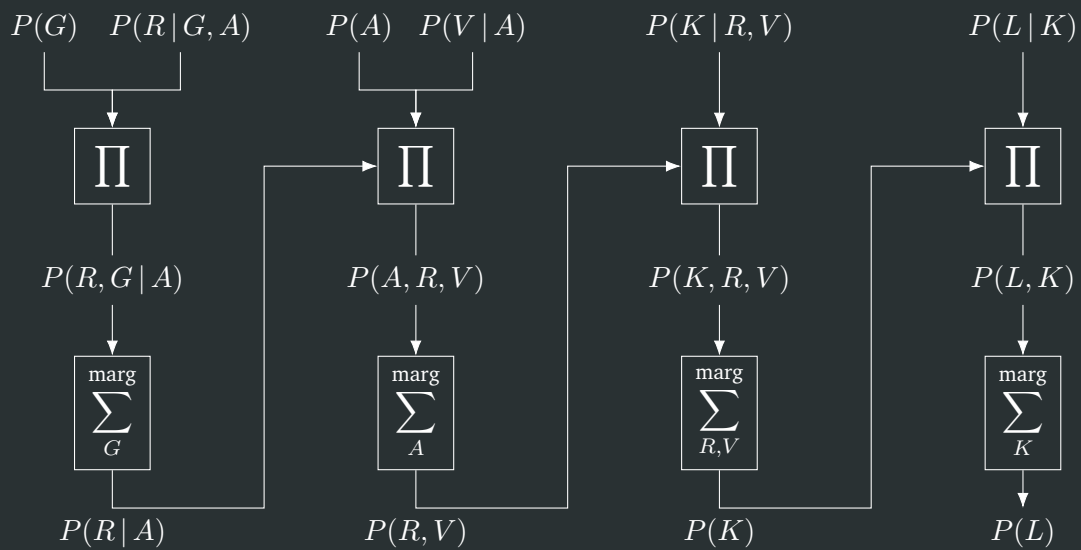 P(G) P(R | G, A) P(A) P(V | A) P(K | R, V) P(L | K)
∏ ∏ ∏ ∏
P(R, G | A) P(A, R, V) P(K, R, V) P(L, K)
marg marg marg marg
∑ ∑ ∑ ∑
G A R,V K
P(R | A) P(R, V) P(K) P(L)